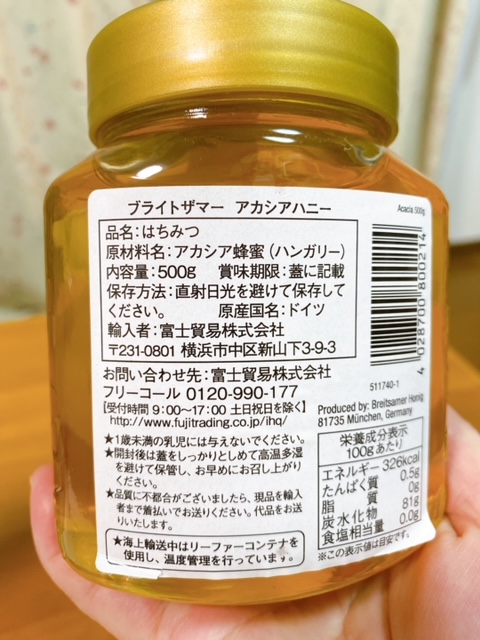 ブライトザマー アカシアハニー
品名:はちみつ
原材料名:アカシア蜂蜜(ハンガリー)
内容量:500g 賞味期限:蓋に記載
保存方法:直射日光を避けて保存して
ください。 原産国名:ドイツ
輸入者:富士貿易株式会社
〒231-0801 横浜市中区新山下3-9-3
お問い合わせ先:富士貿易株式会社
フリーコール 0120-990-177
【受付時間 9:00〜17:00 土日祝日を除く】
http://www.fujitrading.co.jp/ihq/
★1歳未満の乳児には与えないでください。
★開封後は蓋をしっかりとしめて高温多湿
を避けて保管し、お早めにお召し上がり
ください。
★品質に不都合がございましたら、現品を輸入
者まで着払いでお送りください。代品をお送
りいたします。
★海上輸送中はリーファーコンテナを
使用し、温度管理を行っています。
Acacia 500g
4 028700 800214
511740-1
Produced by: Breitsamer Honig
81735 München, Germany
栄養成分表示
100gあたり
エネルギー 326kcal
たんぱく質 0.5g
脂質 0g
炭水化物 81g
食塩相当量 0.0g
※この表示値は目安です。